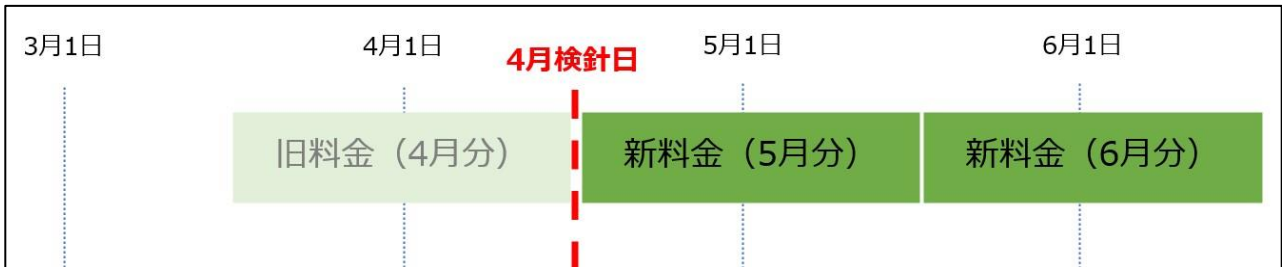 3月1日
4月1日
4月検針日
5月1日
6月1日
旧料金（4月分）
新料金（5月分）
新料金（6月分）